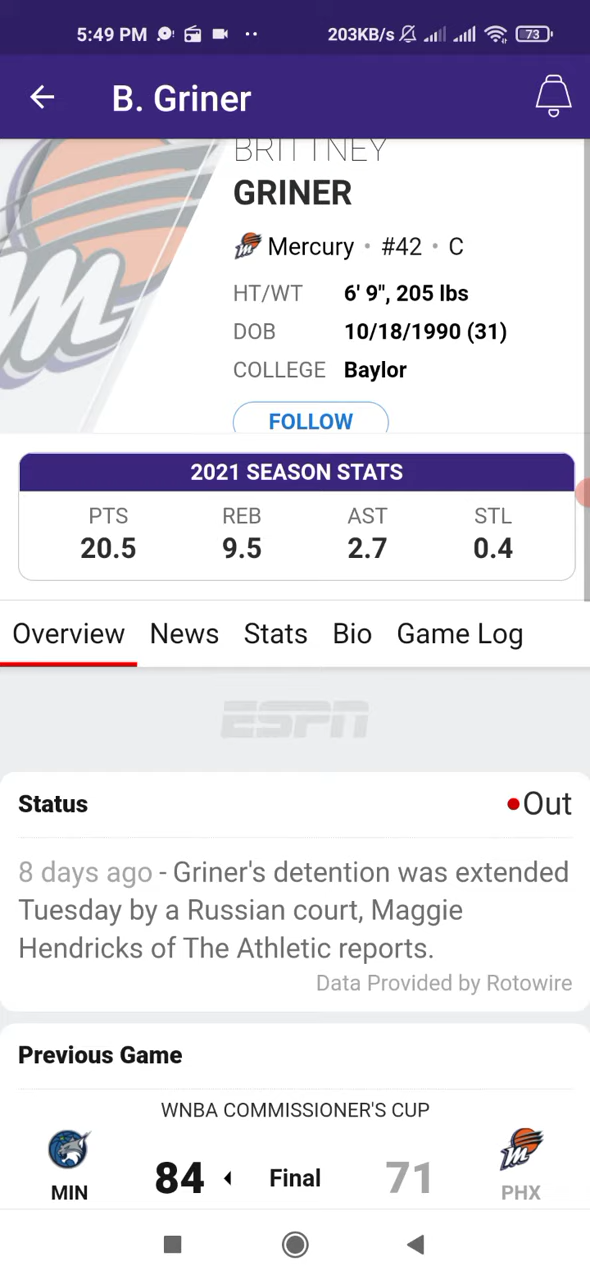 5:49 PM 203KB/s 73
B. Griner
BRITTNEY
GRINER
Mercury • #42 • C
HT/WT 6' 9", 205 lbs
DOB 10/18/1990 (31)
COLLEGE Baylor
FOLLOW
2021 SEASON STATS
PTS REB AST STL
20.5 9.5 2.7 0.4
Overview News Stats Bio Game Log
ESPN
Status Out
8 days ago - Griner's detention was extended
Tuesday by a Russian court, Maggie
Hendricks of The Athletic reports.
Data Provided by Rotowire
Previous Game
WNBA COMMISSIONER'S CUP
84 Final 71
MIN PHX